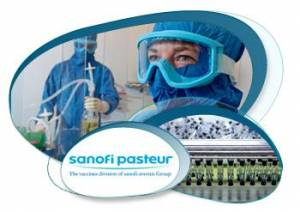 sanofi pasteur
The vaccines division of sanofi-aventis Group